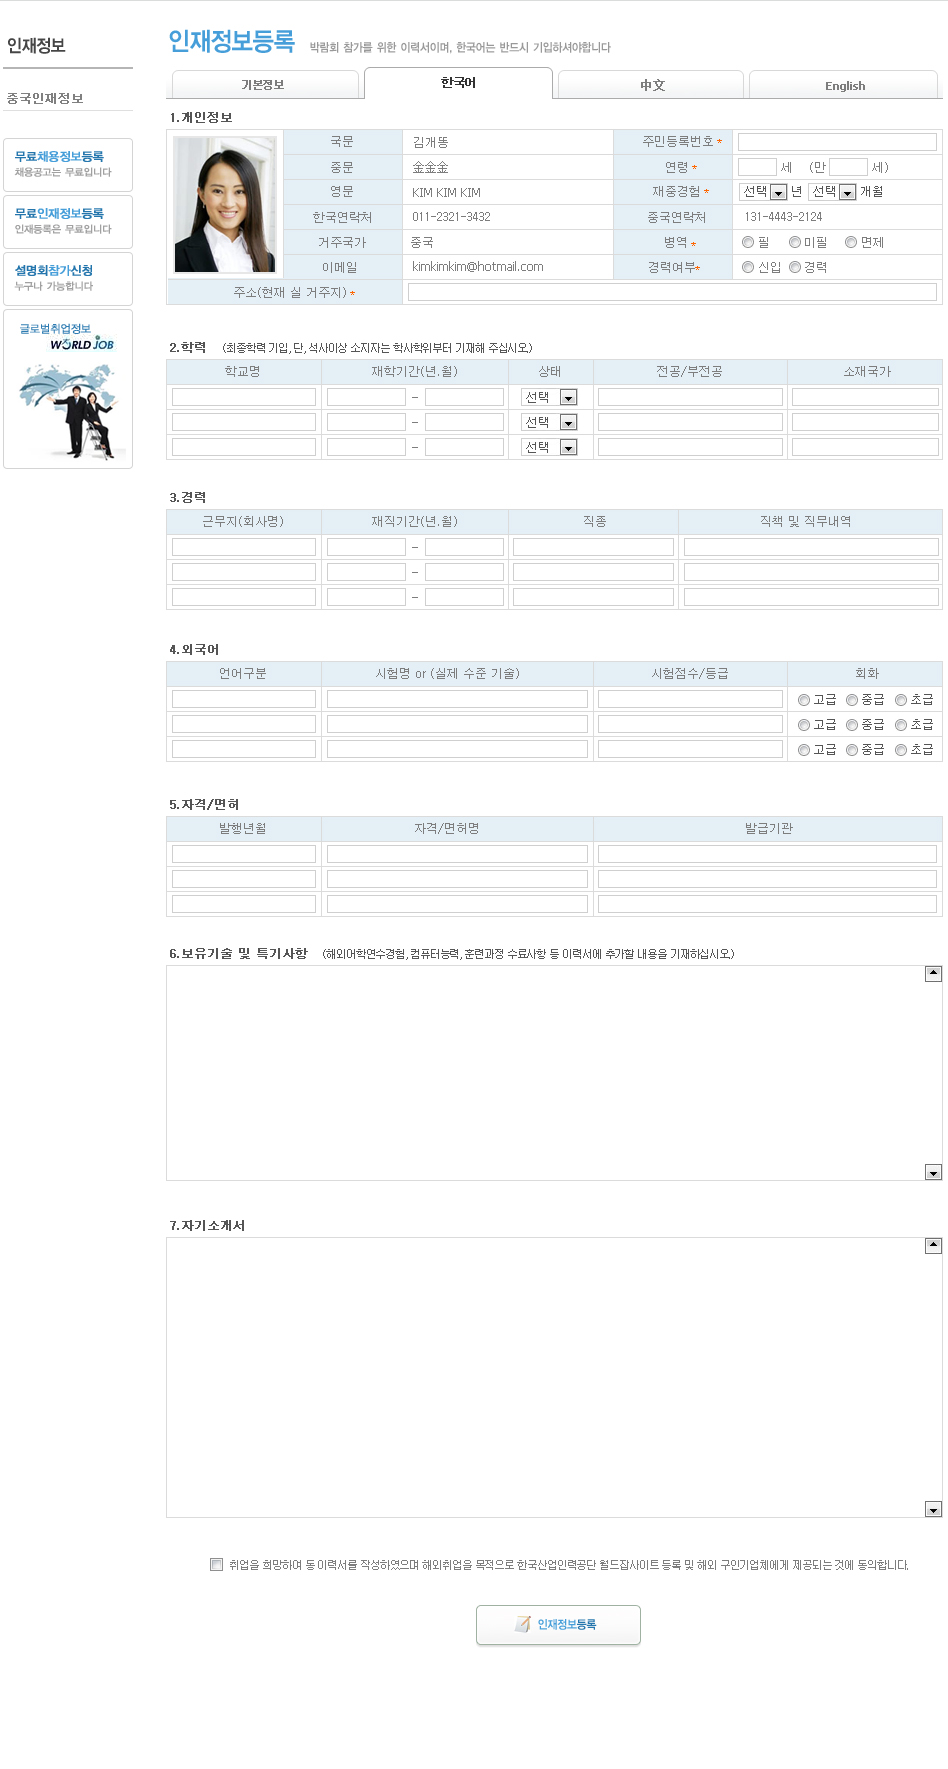 인재정보
중국인재정보
무료채용정보등록
채용공고는 무료입니다
무료인재정보등록
인재등록은 무료입니다
설명회참가신청
누구나 가능합니다
글로벌취업정보
WORLD JOB
인재정보등록 박람회 참가를 위한 이력서이며, 한국어는 반드시 기입하셔야합니다
기본정보 한국어 中文 English
1.개인정보
국문 김개똥 주민등록번호 *
중문 金金金 연령 * 세 (만 세)
영문 KIM KIM KIM 재중경험 * 선택 년 선택 개월
한국연락처 011-2321-3432 중국연락처 131-4443-2124
거주국가 중국 병역 * 필 미필 면제
이메일 kimkimkim@hotmail.com 경력여부* 신입 경력
주소(현재 실 거주지) *
2.학력 (최종학력 기입, 단, 석사이상 소지자는 학사학위부터 기재해 주십시오.)
학교명 재학기간(년.월) 상태 전공/부전공 소재국가
- 선택
- 선택
- 선택
3.경력
근무지(회사명) 재직기간(년.월) 직종 직책 및 직무내역
-
-
-
4.외국어
언어구분 시험명 or (실제 수준 기술) 시험점수/등급 회화
고급 중급 초급
고급 중급 초급
고급 중급 초급
5.자격/면허
발행년월 자격/면허명 발급기관
6.보유기술 및 특기사항 (해외어학연수경험, 컴퓨터능력, 훈련과정 수료사항 등 이력서에 추가할 내용을 기재하십시오.)
7.자기소개서
취업을 희망하여 동 이력서를 작성하였으며 해외취업을 목적으로 한국산업인력공단 월드잡사이트 등록 및 해외 구인기업체에게 제공되는 것에 동의합니다.
인재정보등록